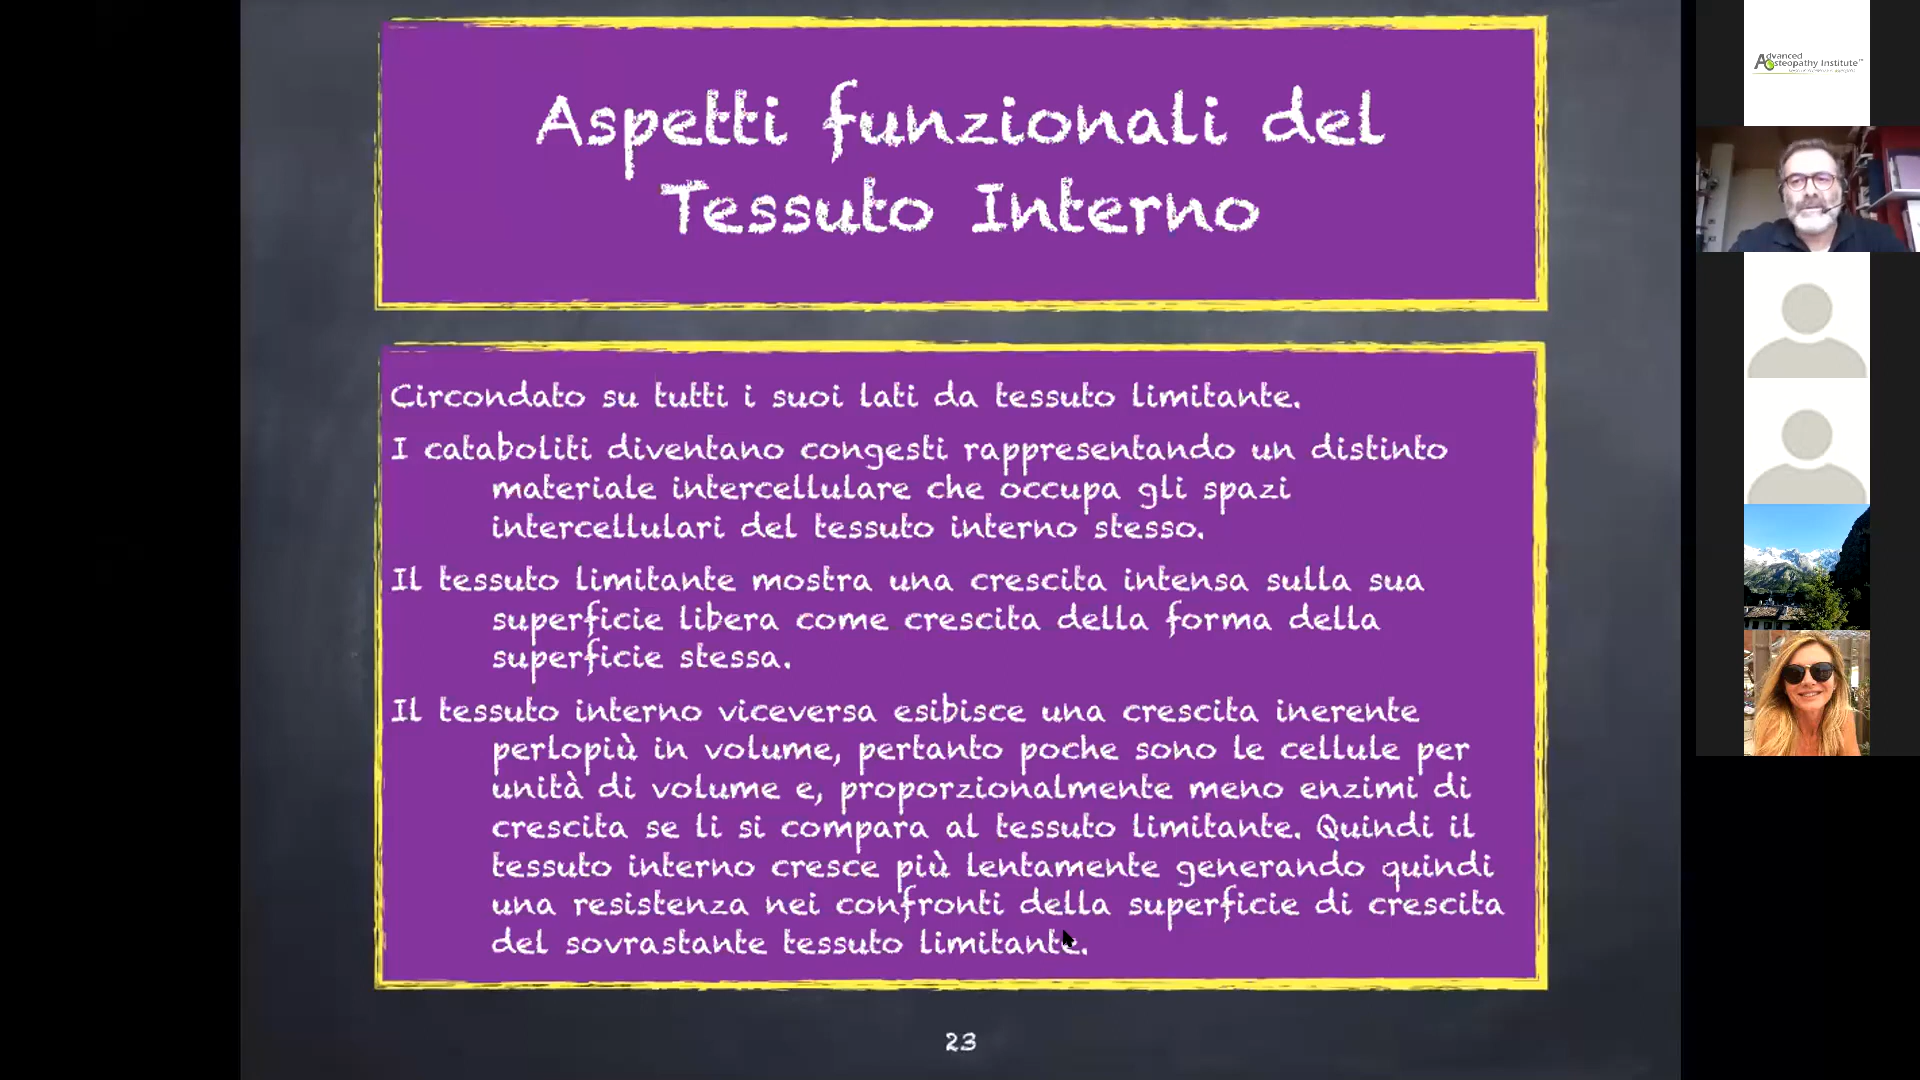 Aspetti funzionali del
Tessuto Interno
Circondato su tutti i suoi lati da tessuto limitante.
I cataboliti diventano congesti rappresentando un distinto
materiale intercellulare che occupa gli spazi
intercellulari del tessuto interno stesso.
Il tessuto limitante mostra una crescita intensa sulla sua
superficie libera come crescita della forma della
superficie stessa.
Il tessuto interno viceversa esibisce una crescita inerente
perlopiù in volume, pertanto poche sono le cellule per
unità di volume e, proporzionalmente meno enzimi di
crescita se li si compara al tessuto limitante. Quindi il
tessuto interno cresce più lentamente generando quindi
una resistenza nei confronti della superficie di crescita
del sovrastante tessuto limitante.
23
Advanced
Osteopathy Institute™